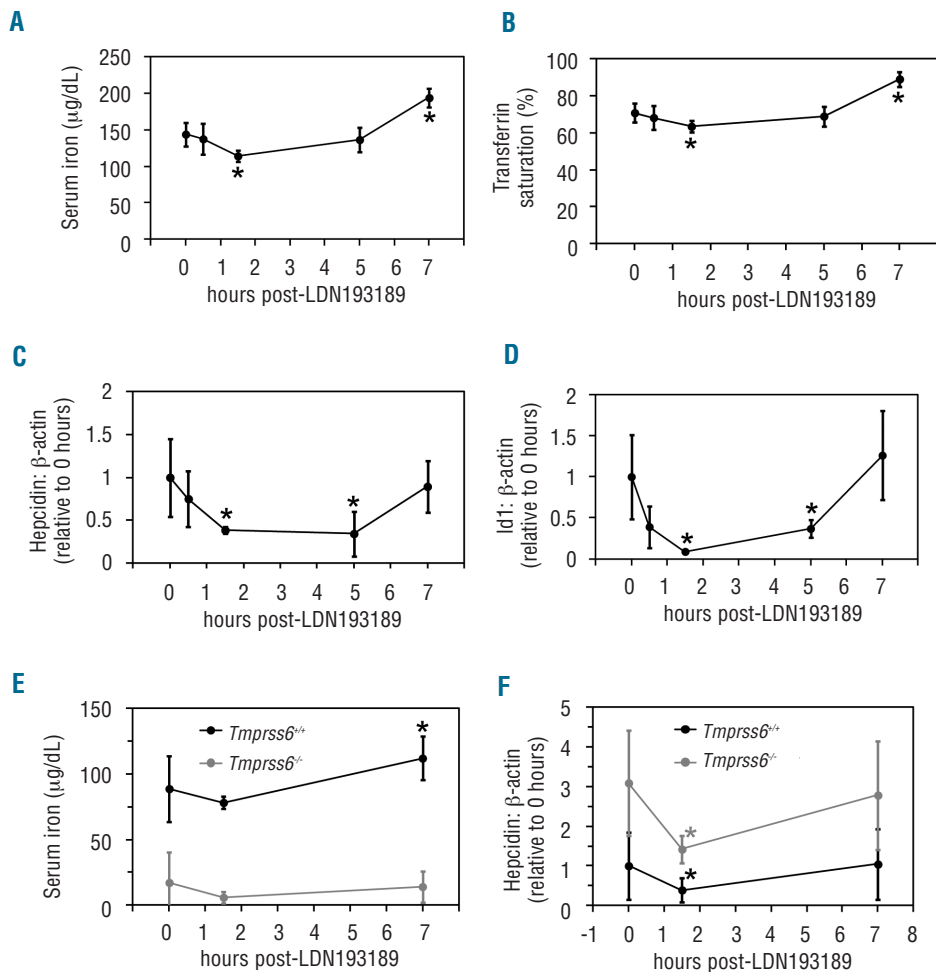 A
Serum iron (µg/dL)
250
200
150
100
50
0
0 1 2 3 4 5 6 7
hours post-LDN193189
*
*
B
Transferrin
saturation (%)
100
80
60
40
20
0
0 1 2 3 4 5 6 7
hours post-LDN193189
*
*
C
Hepcidin: β-actin
(relative to 0 hours)
2
1.5
1
0.5
0
0 1 2 3 4 5 6 7
hours post-LDN193189
*
*
D
Id1: β-actin
(relative to 0 hours)
2
1.5
1
0.5
0
0 1 2 3 4 5 6 7
hours post-LDN193189
*
*
E
Serum iron (µg/dL)
150
100
50
0
0 1 2 3 4 5 6 7
hours post-LDN193189
Tmprss6+/+
Tmprss6-/-
*
F
Hepcidin: β-actin
(relative to 0 hours)
5
4
3
2
1
0
-1 0 1 2 3 4 5 6 7 8
hours post-LDN193189
Tmprss6+/+
Tmprss6-/-
*
*